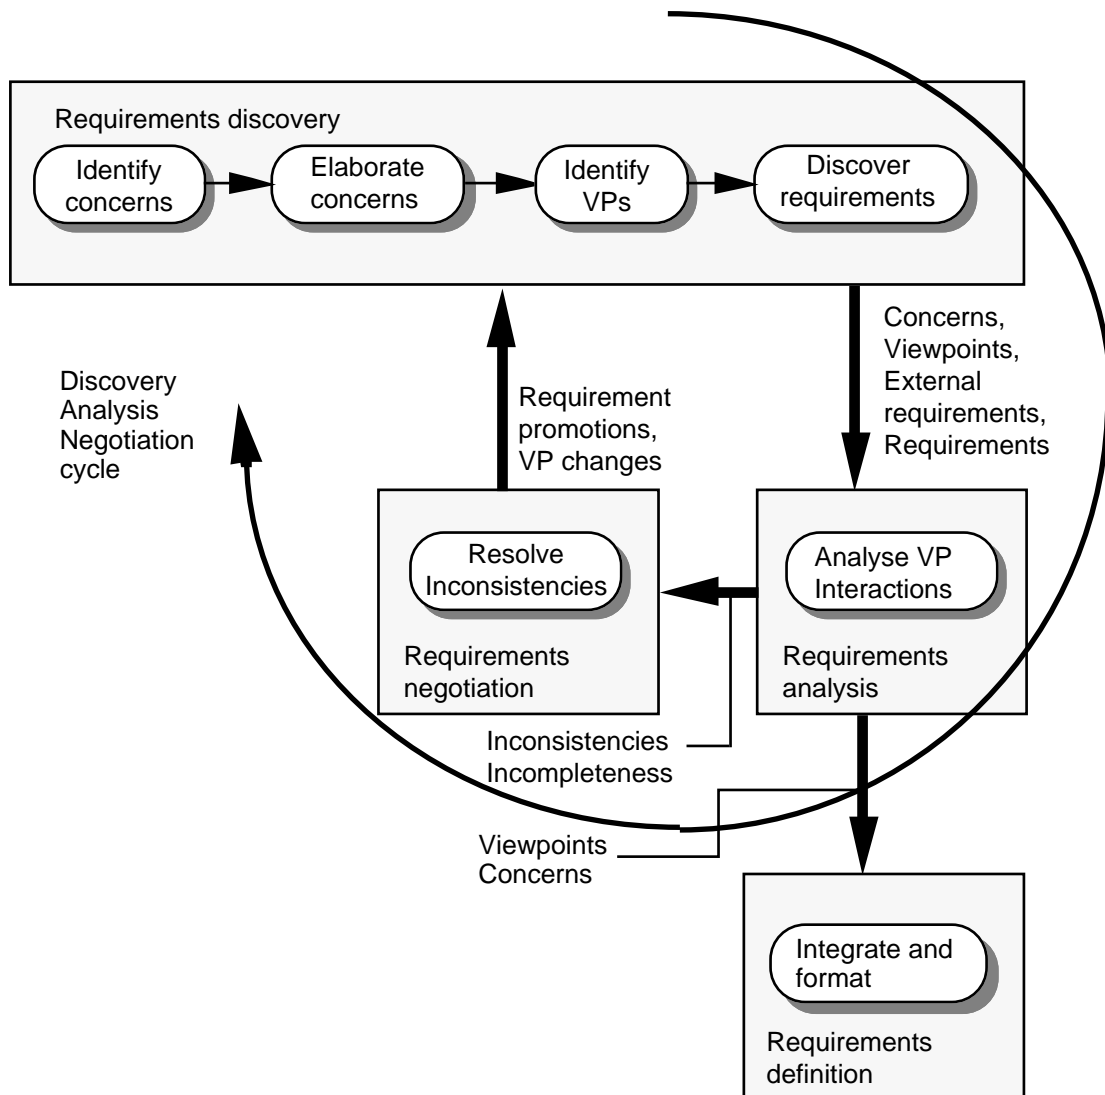 Requirements discovery
Identify
concerns
Elaborate
concerns
Identify
VPs
Discover
requirements
Concerns,
Viewpoints,
External
requirements,
Requirements
Discovery
Analysis
Negotiation
cycle
Requirement
promotions,
VP changes
Resolve
Inconsistencies
Requirements
negotiation
Analyse VP
Interactions
Requirements
analysis
Inconsistencies
Incompleteness
Viewpoints
Concerns
Integrate and
format
Requirements
definition